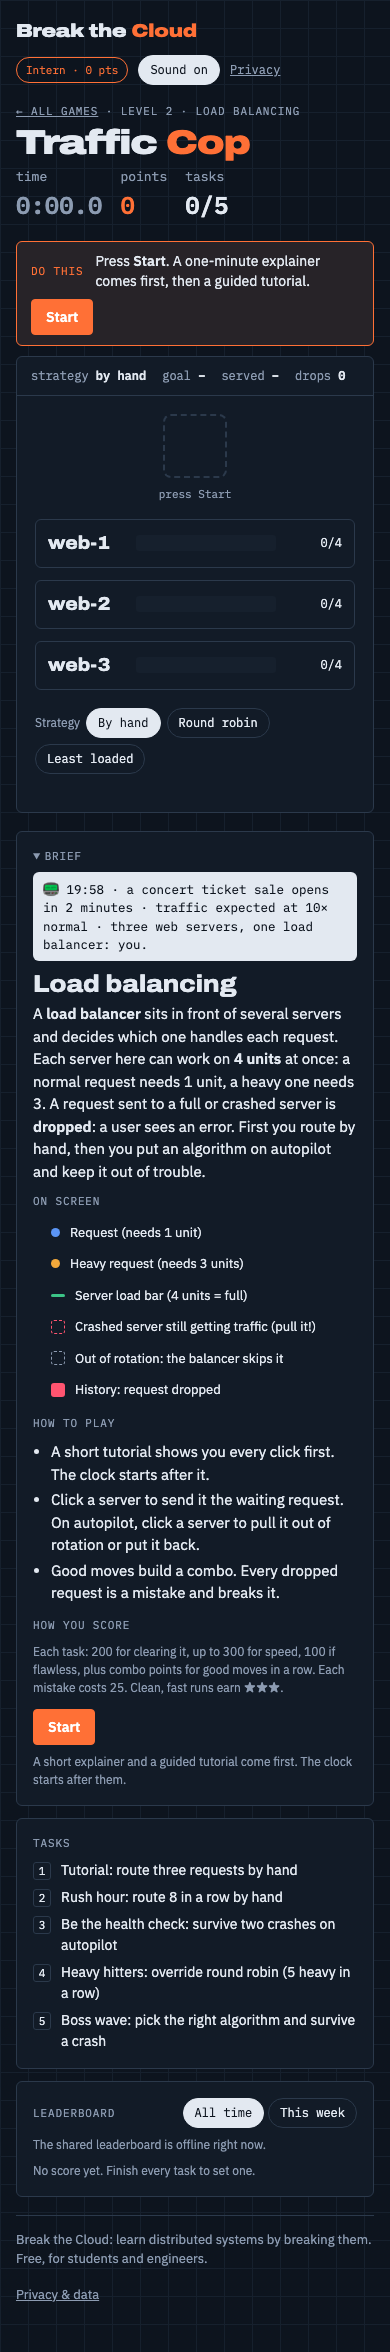 Break the Cloud
Intern · 0 pts
Sound on
Privacy
← ALL GAMES · LEVEL 2 · LOAD BALANCING
Traffic Cop
time points tasks
0:00.0 0 0/5
DO THIS
Press Start. A one-minute explainer
comes first, then a guided tutorial.
Start
strategy by hand goal – served – drops 0
press Start
web-1 0/4
web-2 0/4
web-3 0/4
Strategy By hand Round robin
Least loaded
▼ BRIEF
📟 19:58 · a concert ticket sale opens
in 2 minutes · traffic expected at 10×
normal · three web servers, one load
balancer: you.
Load balancing
A load balancer sits in front of several servers
and decides which one handles each request.
Each server here can work on 4 units at once: a
normal request needs 1 unit, a heavy one needs
3. A request sent to a full or crashed server is
dropped: a user sees an error. First you route by
hand, then you put an algorithm on autopilot
and keep it out of trouble.
ON SCREEN
Request (needs 1 unit)
Heavy request (needs 3 units)
Server load bar (4 units = full)
Crashed server still getting traffic (pull it!)
Out of rotation: the balancer skips it
History: request dropped
HOW TO PLAY
• A short tutorial shows you every click first.
The clock starts after it.
• Click a server to send it the waiting request.
On autopilot, click a server to pull it out of
rotation or put it back.
• Good moves build a combo. Every dropped
request is a mistake and breaks it.
HOW YOU SCORE
Each task: 200 for clearing it, up to 300 for speed, 100 if
flawless, plus combo points for good moves in a row. Each
mistake costs 25. Clean, fast runs earn ★★★.
Start
A short explainer and a guided tutorial come first. The clock
starts after them.
TASKS
1 Tutorial: route three requests by hand
2 Rush hour: route 8 in a row by hand
3 Be the health check: survive two crashes on
autopilot
4 Heavy hitters: override round robin (5 heavy in
a row)
5 Boss wave: pick the right algorithm and survive
a crash
LEADERBOARD All time This week
The shared leaderboard is offline right now.
No score yet. Finish every task to set one.
Break the Cloud: learn distributed systems by breaking them.
Free, for students and engineers.
Privacy & data